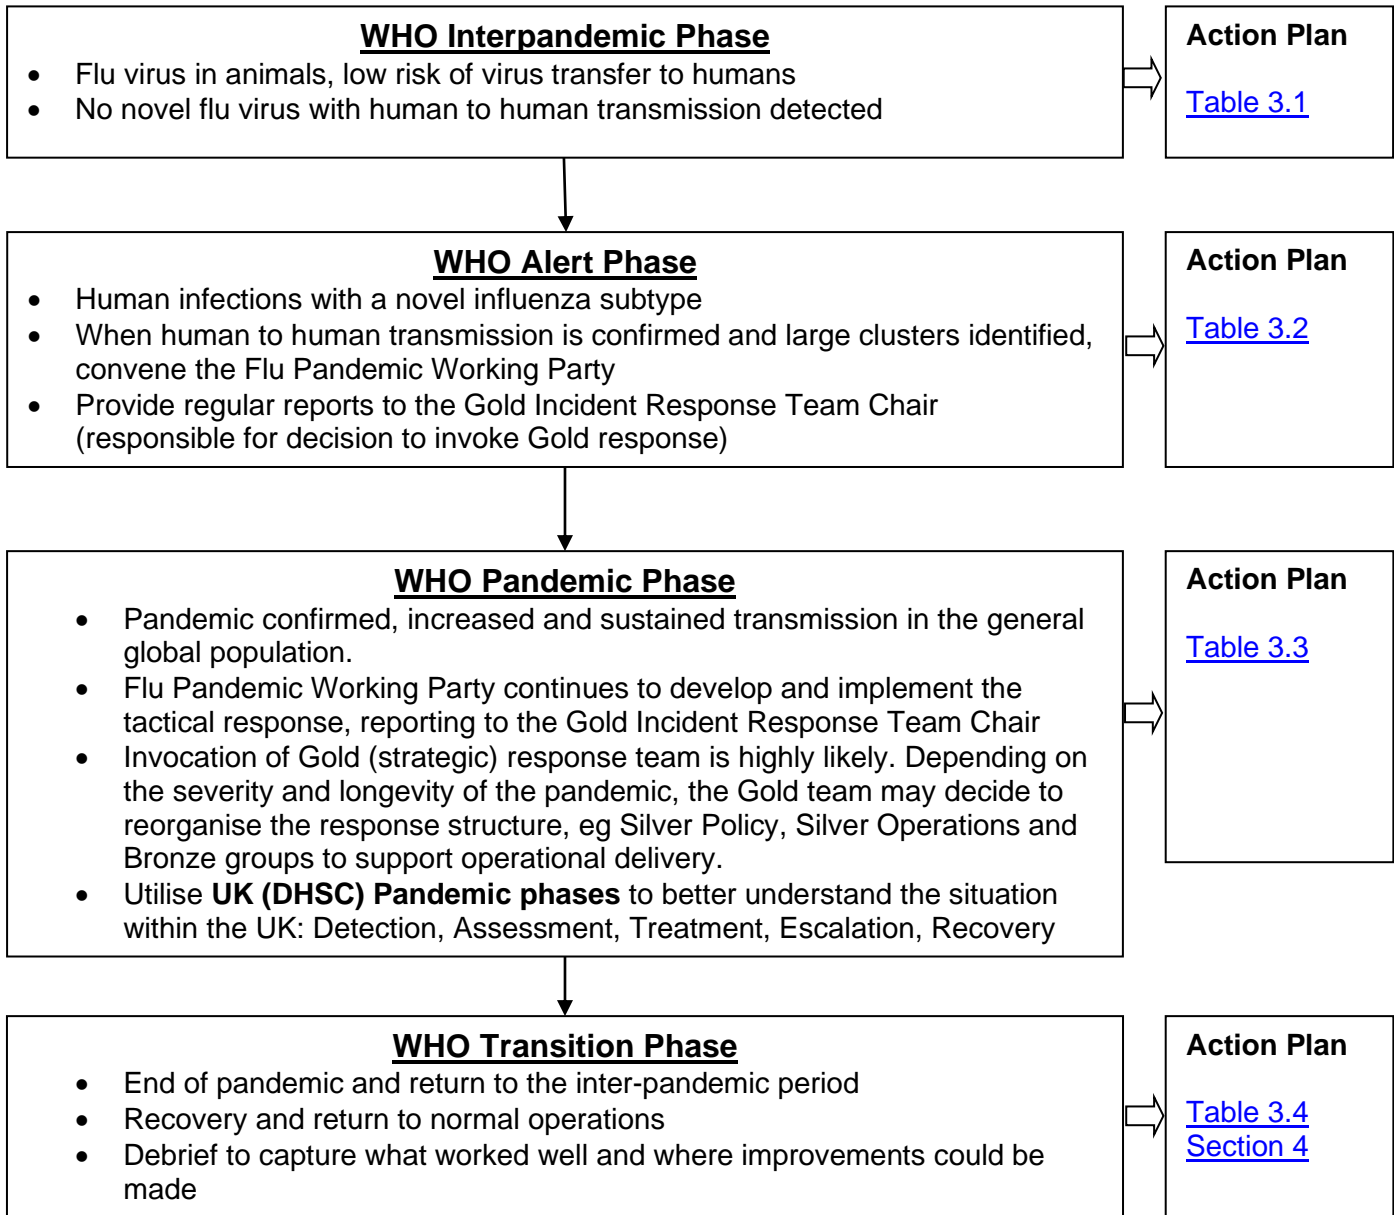 WHO Interpandemic Phase
• Flu virus in animals, low risk of virus transfer to humans
• No novel flu virus with human to human transmission detected
Action Plan
Table 3.1
WHO Alert Phase
• Human infections with a novel influenza subtype
• When human to human transmission is confirmed and large clusters identified,
convene the Flu Pandemic Working Party
• Provide regular reports to the Gold Incident Response Team Chair
(responsible for decision to invoke Gold response)
Action Plan
Table 3.2
WHO Pandemic Phase
• Pandemic confirmed, increased and sustained transmission in the general
global population.
• Flu Pandemic Working Party continues to develop and implement the
tactical response, reporting to the Gold Incident Response Team Chair
• Invocation of Gold (strategic) response team is highly likely. Depending on
the severity and longevity of the pandemic, the Gold team may decide to
reorganise the response structure, eg Silver Policy, Silver Operations and
Bronze groups to support operational delivery.
• Utilise UK (DHSC) Pandemic phases to better understand the situation
within the UK: Detection, Assessment, Treatment, Escalation, Recovery
Action Plan
Table 3.3
WHO Transition Phase
• End of pandemic and return to the inter-pandemic period
• Recovery and return to normal operations
• Debrief to capture what worked well and where improvements could be
made
Action Plan
Table 3.4
Section 4